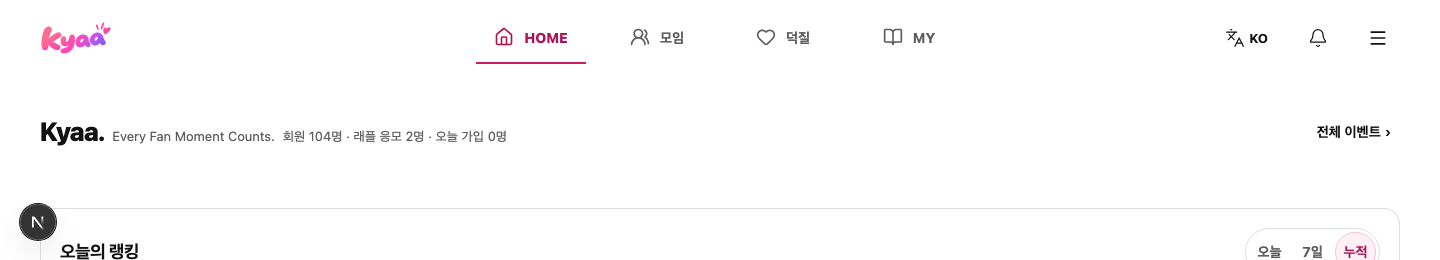 Kyaa
HOME
모임
덕질
MY
KO
Kyaa. Every Fan Moment Counts. 회원 104명 · 래플 응모 2명 · 오늘 가입 0명
전체 이벤트 ›
N
오늘의 랭킹
오늘 7일 누적